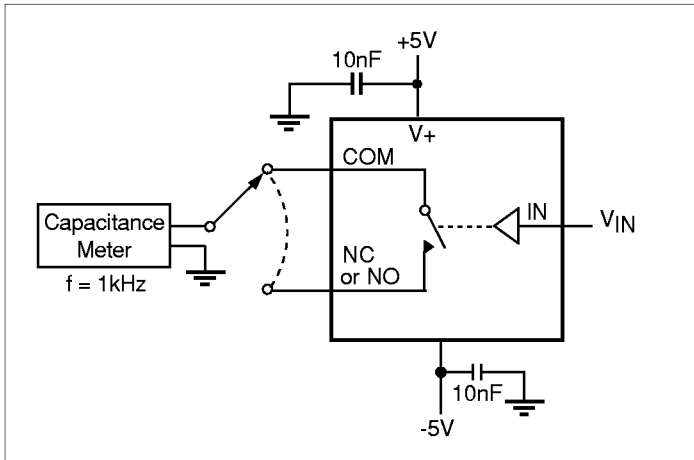 +5V
10nF
V+
COM
IN
VIN
Capacitance
Meter
f = 1kHz
NC
or NO
10nF
-5V